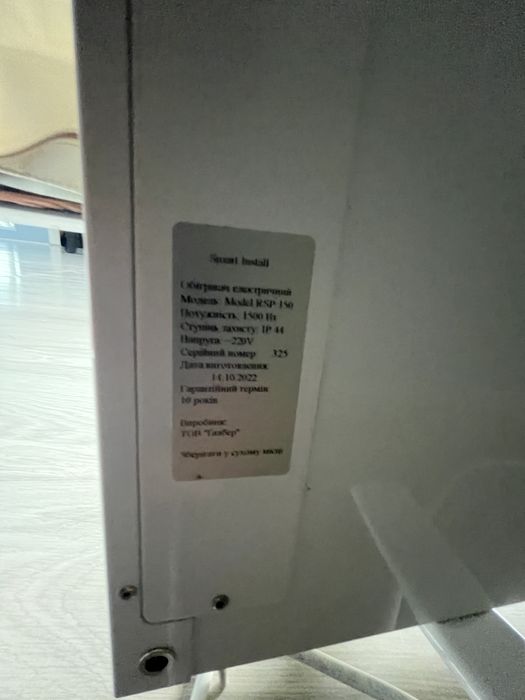 Smart Install
Обігрівач електричний
Модель: Model RSP 150
Потужність: 1500 Вт
Ступінь захисту: IP 44
Напруга: ~220V
Серійний номер 325
Дата виготовлення
14.10.2022
Гарантійний термін
10 років
Виробник:
ТОВ
Зберігати у сухому місці